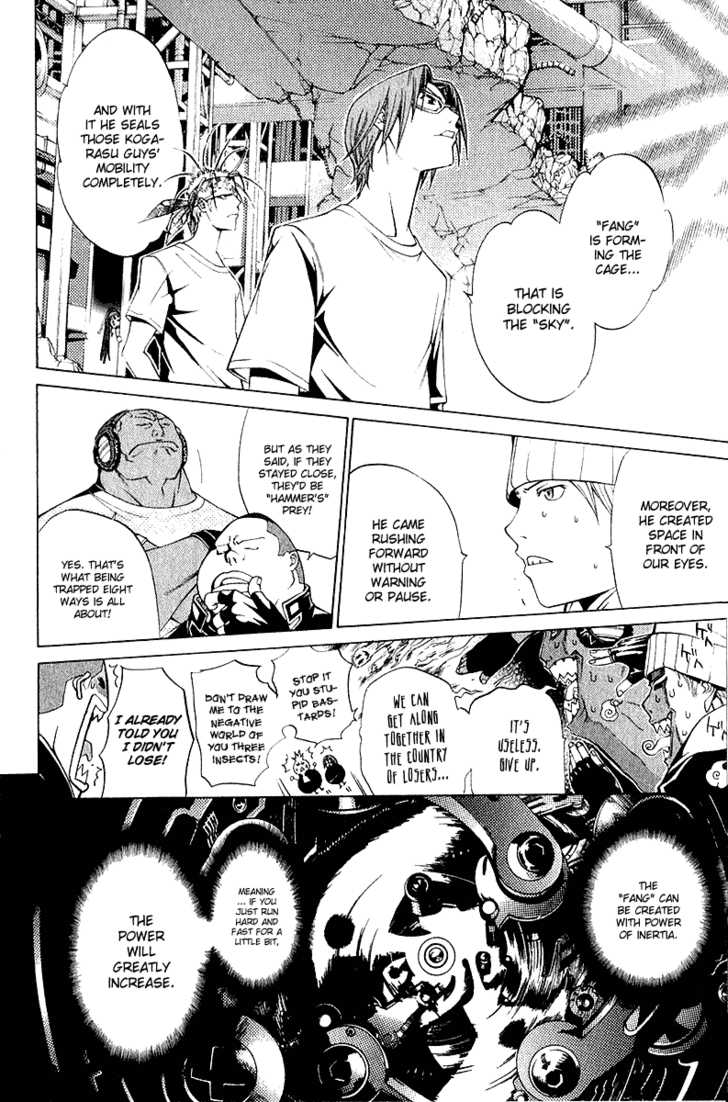 "FANG"
IS FORM-
ING THE
CAGE...
THAT IS
BLOCKING
THE "SKY".
AND WITH
IT HE SEALS
THOSE KOGA-
RASU GUYS'
MOBILITY
COMPLETELY.
MOREOVER,
HE CREATED
SPACE IN
FRONT OF
OUR EYES.
HE CAME
RUSHING
FORWARD
WITHOUT
WARNING
OR PAUSE.
BUT AS THEY
SAID, IF THEY
STAYED CLOSE,
THEY'D BE
"HAMMER'S"
PREY!
YES. THAT'S
WHAT BEING
TRAPPED EIGHT
WAYS IS ALL
ABOUT!
IT'S
USELESS.
GIVE UP.
WE CAN
GET ALONG
TOGETHER IN
THE COUNTRY
OF LOSERS...
STOP IT
YOU STU-
PID BAS-
TARDS!
DON'T DRAW
ME TO THE
NEGATIVE
WORLD OF
YOU THREE
INSECTS!
I ALREADY
TOLD YOU
I DIDN'T
LOSE!
THE
"FANG" CAN
BE CREATED
WITH POWER
OF INERTIA.
MEANING
... IF YOU
JUST RUN
HARD AND
FAST FOR A
LITTLE BIT,
THE
POWER
WILL
GREATLY
INCREASE.